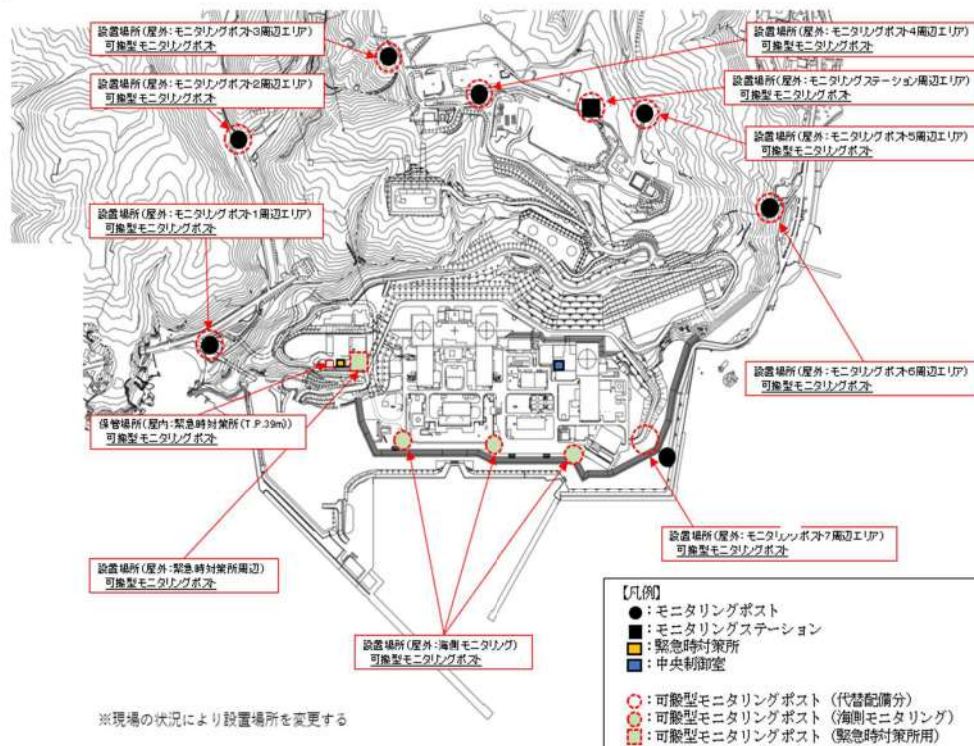 設置場所(屋外:モニタリングポスト3周辺エリア)
可搬型モニタリングポスト
設置場所(屋外:モニタリングポスト4周辺エリア)
可搬型モニタリングポスト
設置場所(屋外:モニタリングポスト2周辺エリア)
可搬型モニタリングポスト
設置場所(屋外:モニタリングステーション周辺エリア)
可搬型モニタリングポスト
設置場所(屋外:モニタリングポスト5周辺エリア)
可搬型モニタリングポスト
設置場所(屋外:モニタリングポスト1周辺エリア)
可搬型モニタリングポスト
設置場所(屋外:モニタリングポスト6周辺エリア)
可搬型モニタリングポスト
保管場所(屋内:緊急時対策所(T.P.39m))
可搬型モニタリングポスト
設置場所(屋外:モニタリングポスト7周辺エリア)
可搬型モニタリングポスト
設置場所(屋外:緊急時対策所周辺)
可搬型モニタリングポスト
設置場所(屋外:海側モニタリング)
可搬型モニタリングポスト
【凡例】
●:モニタリングポスト
■:モニタリングステーション
:緊急時対策所
:中央制御室
:可搬型モニタリングポスト(代替配備分)
:可搬型モニタリングポスト(海側モニタリング)
:可搬型モニタリングポスト(緊急時対策所用)
※現場の状況により設置場所を変更する